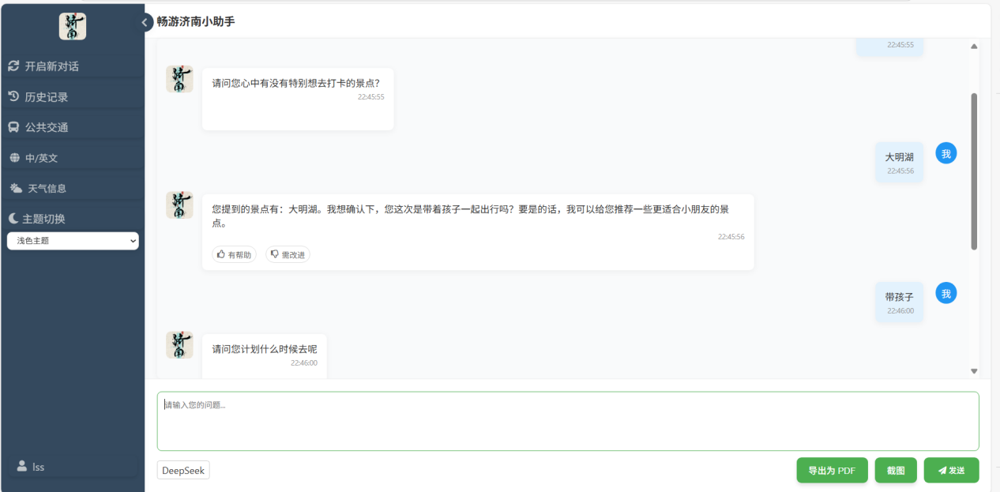 济南
畅游济南小助手
开启新对话
历史记录
公共交通
中/英文
天气信息
主题切换
浅色主题
lss
22:45:55
济南
请问您心中有没有特别想去打卡的景点？
22:45:55
大明湖
22:45:56
我
济南
您提到的景点有：大明湖。我想确认下，您这次是带着孩子一起出行吗？要是的话，我可以给您推荐一些更适合小朋友的景
点。
22:45:56
有帮助
需改进
带孩子
22:46:00
我
济南
请问您计划什么时候去呢
22:46:00
请输入您的问题...
DeepSeek
导出为 PDF
截图
发送